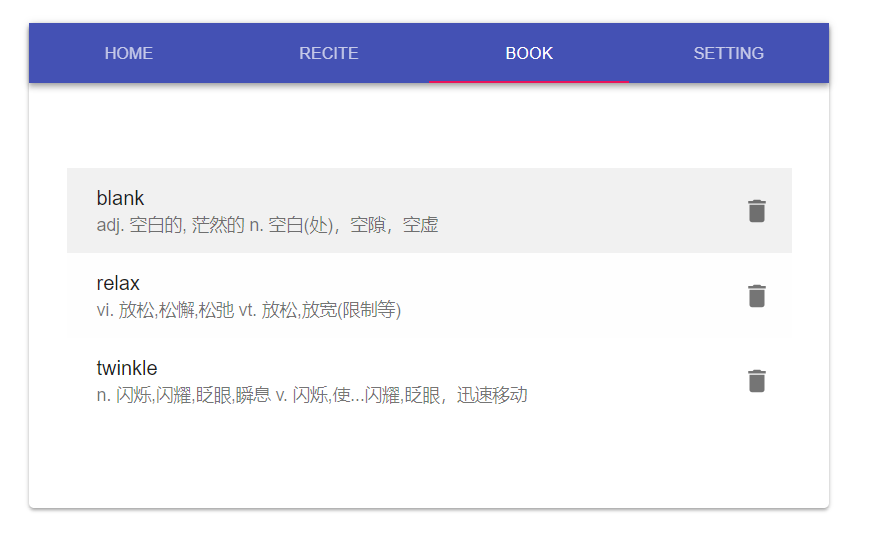 HOME RECITE BOOK SETTING
blank
adj. 空白的, 茫然的 n. 空白(处)，空隙，空虚
relax
vi. 放松,松懈,松弛 vt. 放松,放宽(限制等)
twinkle
n. 闪烁,闪耀,眨眼,瞬息 v. 闪烁,使...闪耀,眨眼，迅速移动